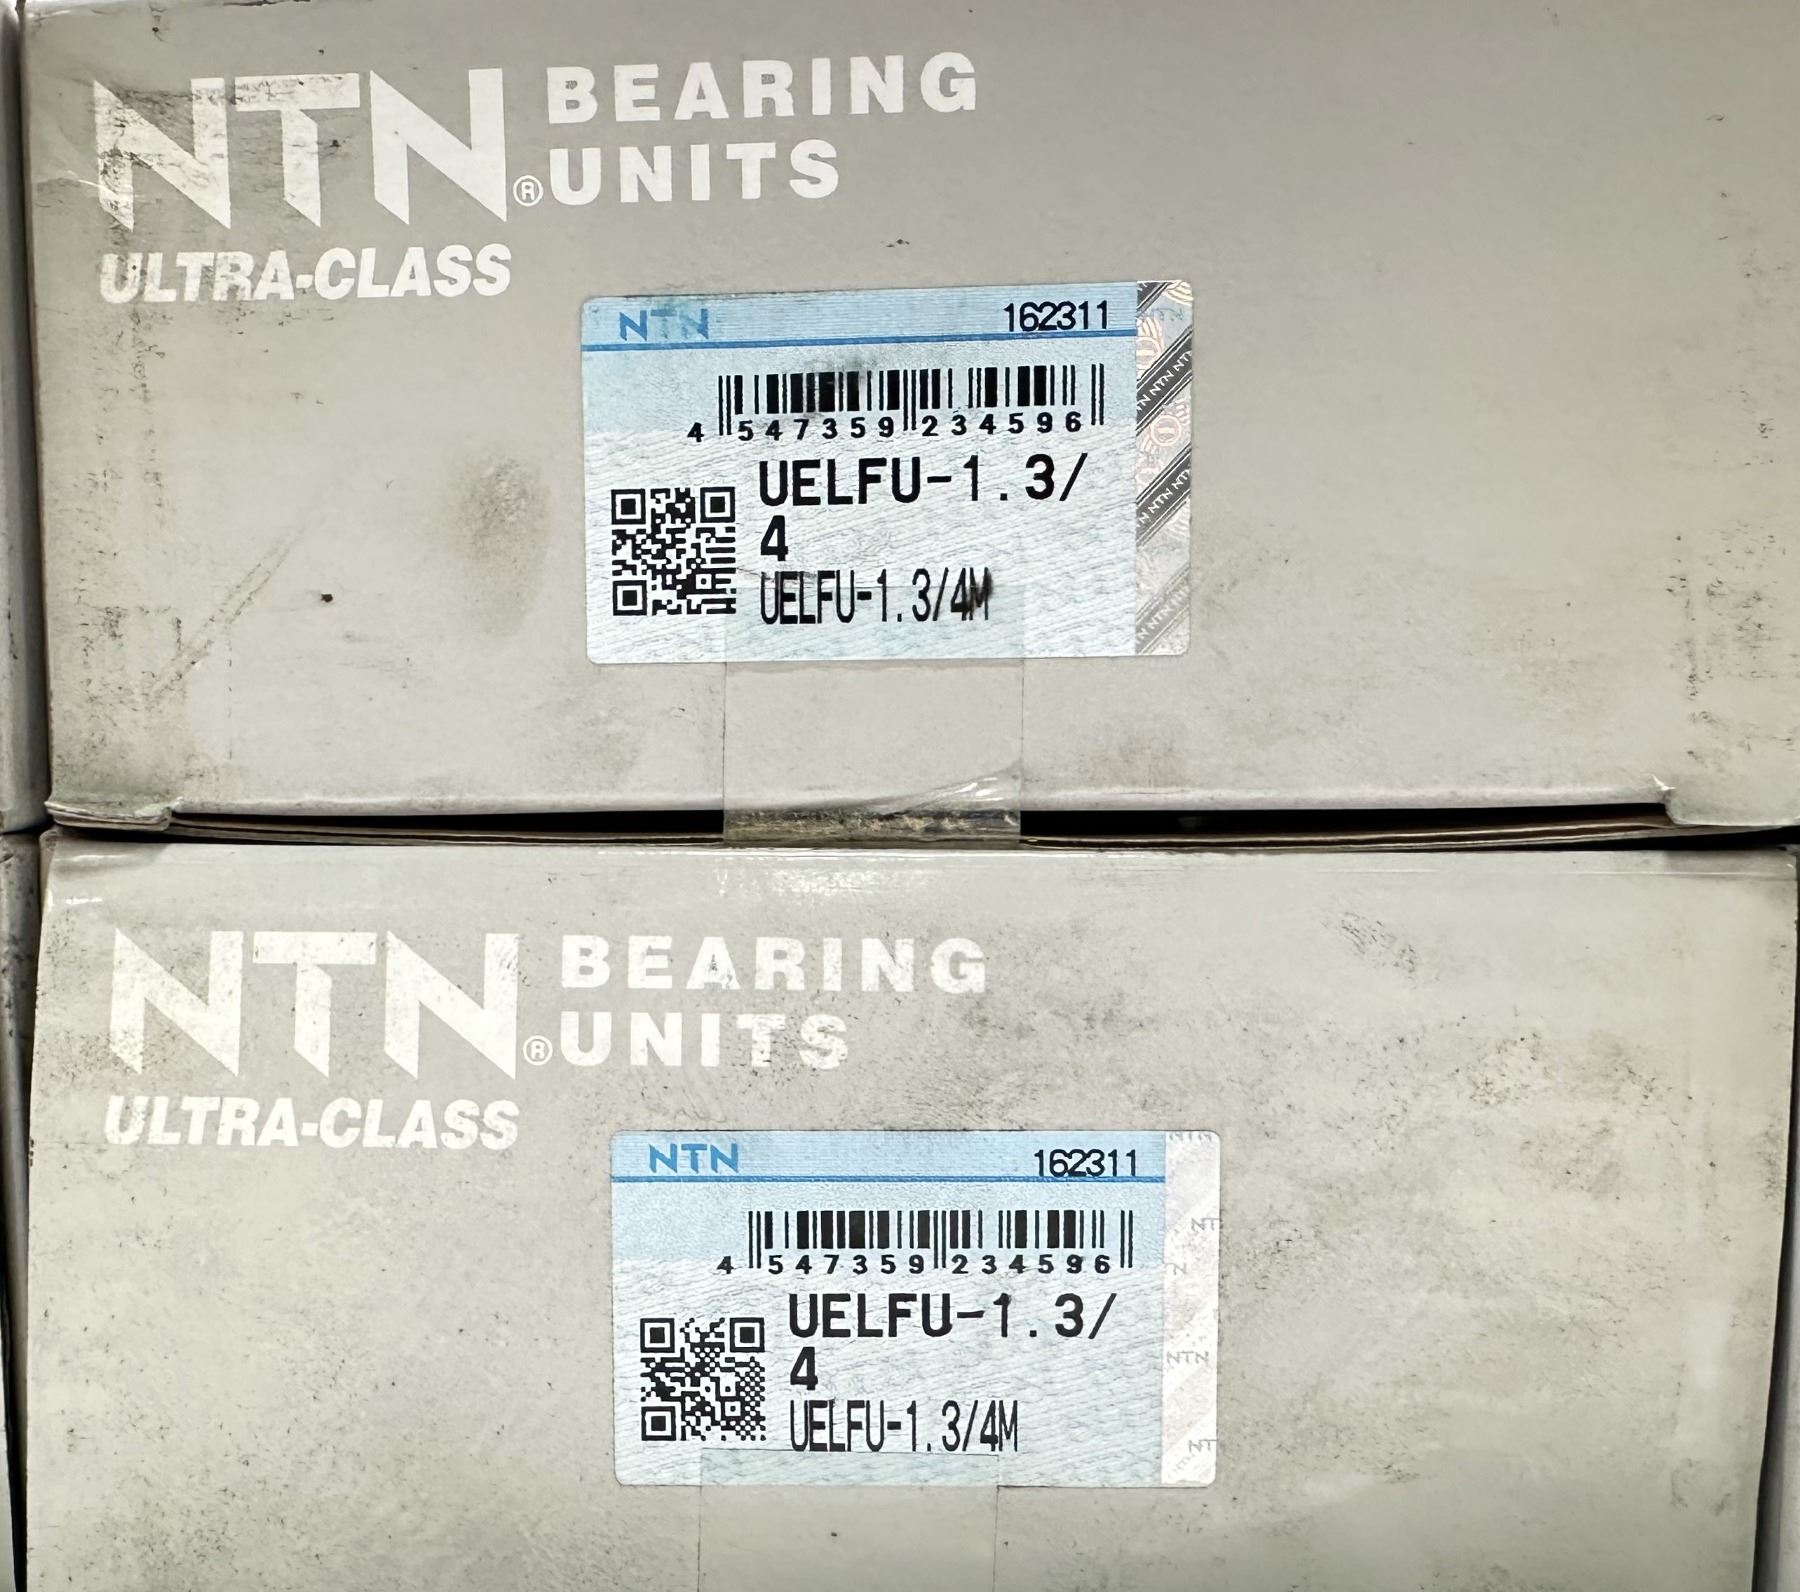 NTN® BEARING
UNITS
ULTRA-CLASS
NTN 162311
4 547359 234596
UELFU-1.3/
4
UELFU-1.3/4M
NTN® BEARING
UNITS
ULTRA-CLASS
NTN 162311
4 547359 234596
UELFU-1.3/
4
UELFU-1.3/4M